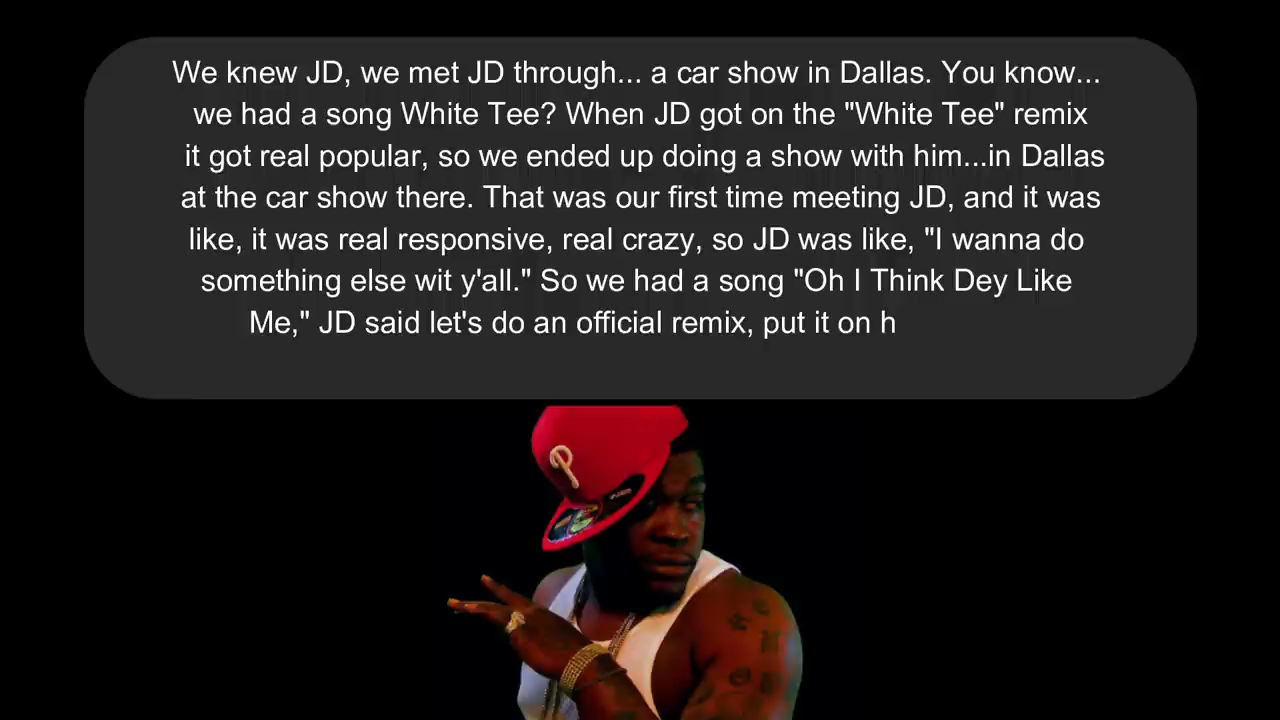 We knew JD, we met JD through... a car show in Dallas. You know...
we had a song White Tee? When JD got on the "White Tee" remix
it got real popular, so we ended up doing a show with him...in Dallas
at the car show there. That was our first time meeting JD, and it was
like, it was real responsive, real crazy, so JD was like, "I wanna do
something else wit y'all." So we had a song "Oh I Think Dey Like
Me," JD said let's do an official remix, put it on h
P